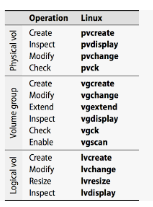 Operation Linux
Physical vol
Create pvcreate
Inspect pvdisplay
Modify pvchange
Check pvck
Volume group
Create vgcreate
Modify vgchange
Extend vgextend
Inspect vgdisplay
Check vgck
Enable vgscan
Logical vol
Create lvcreate
Modify lvchange
Resize lvresize
Inspect lvdisplay